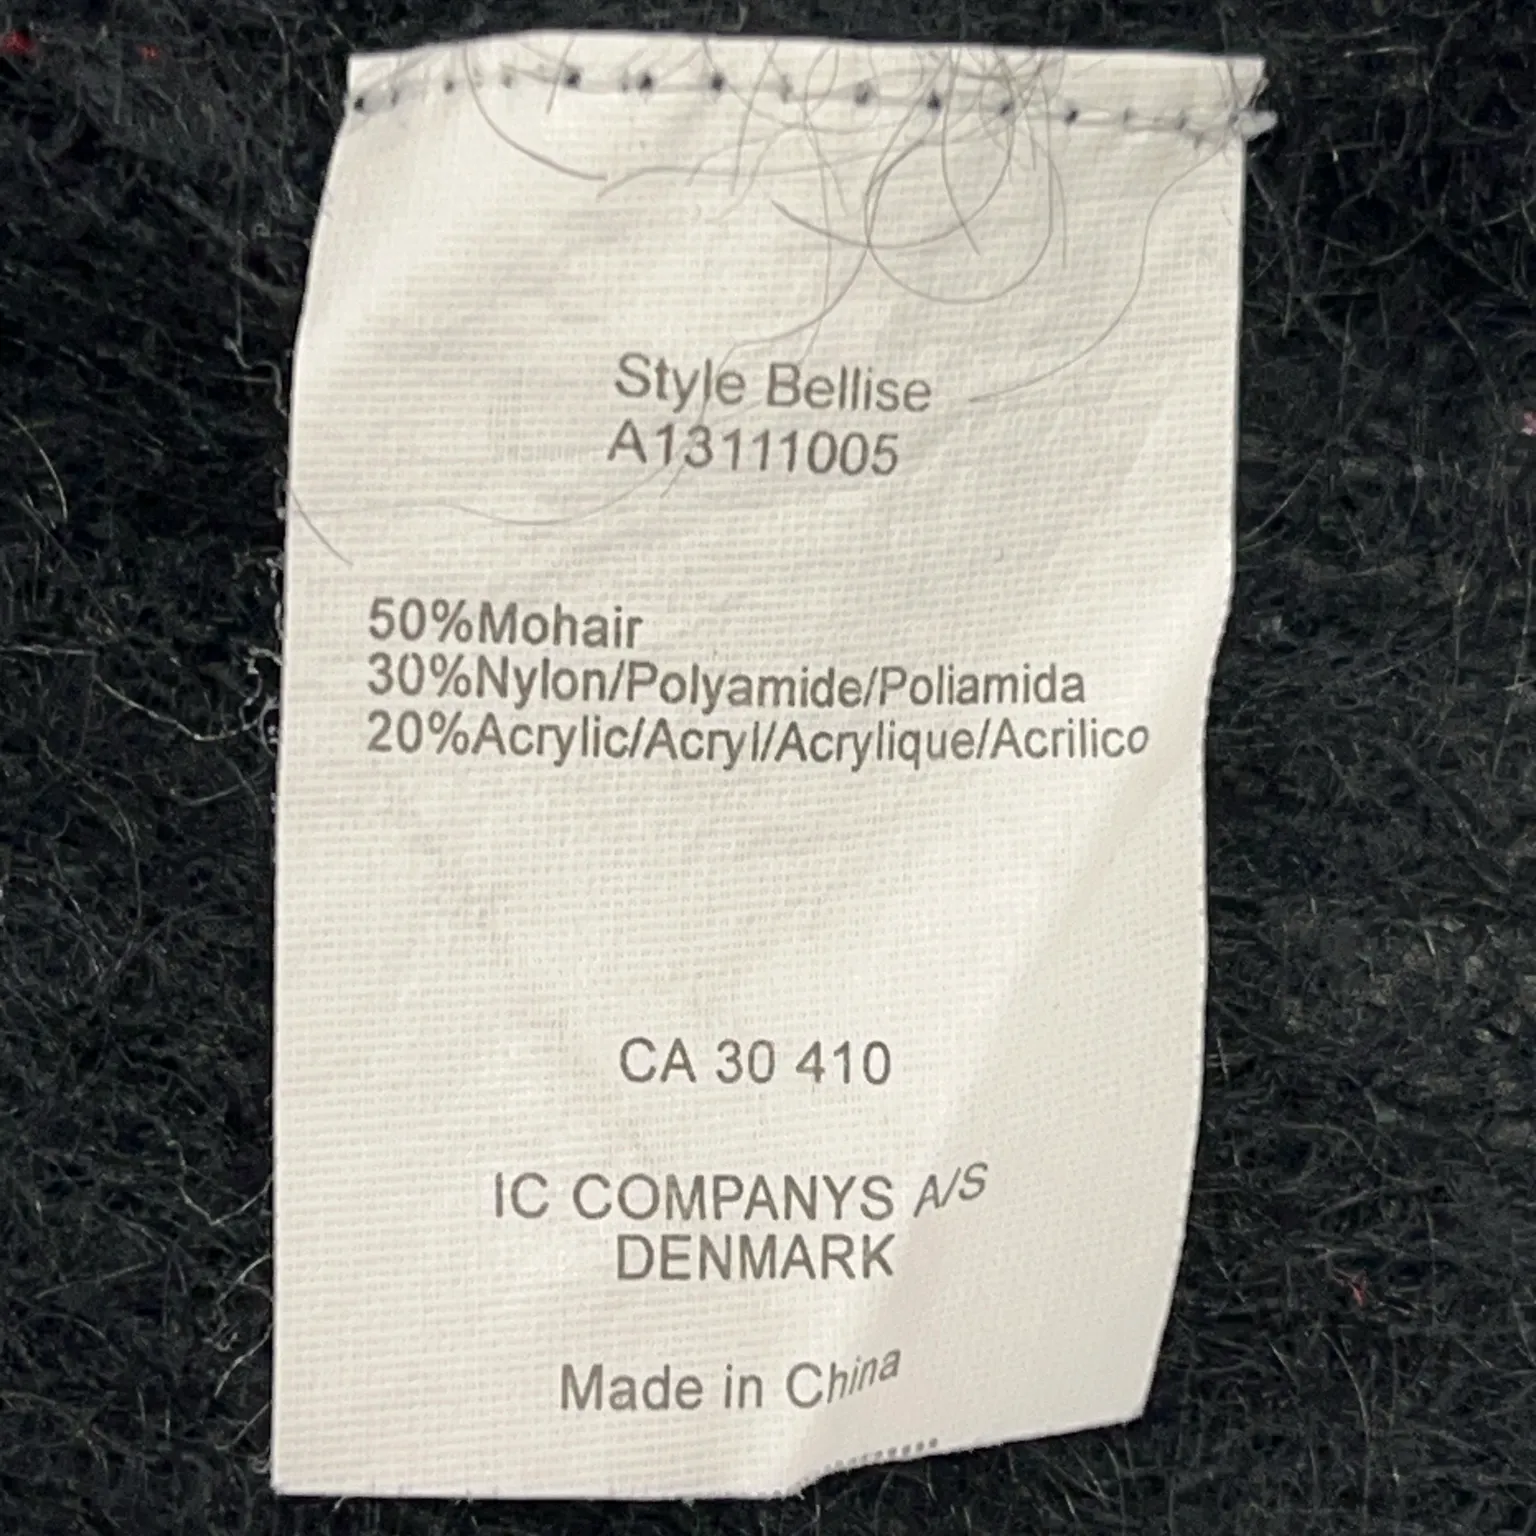 Style Bellise
A13111005
50%Mohair
30%Nylon/Polyamide/Poliamida
20%Acrylic/Acryl/Acrylique/Acrilico
CA 30 410
IC COMPANYS A/S
DENMARK
Made in China